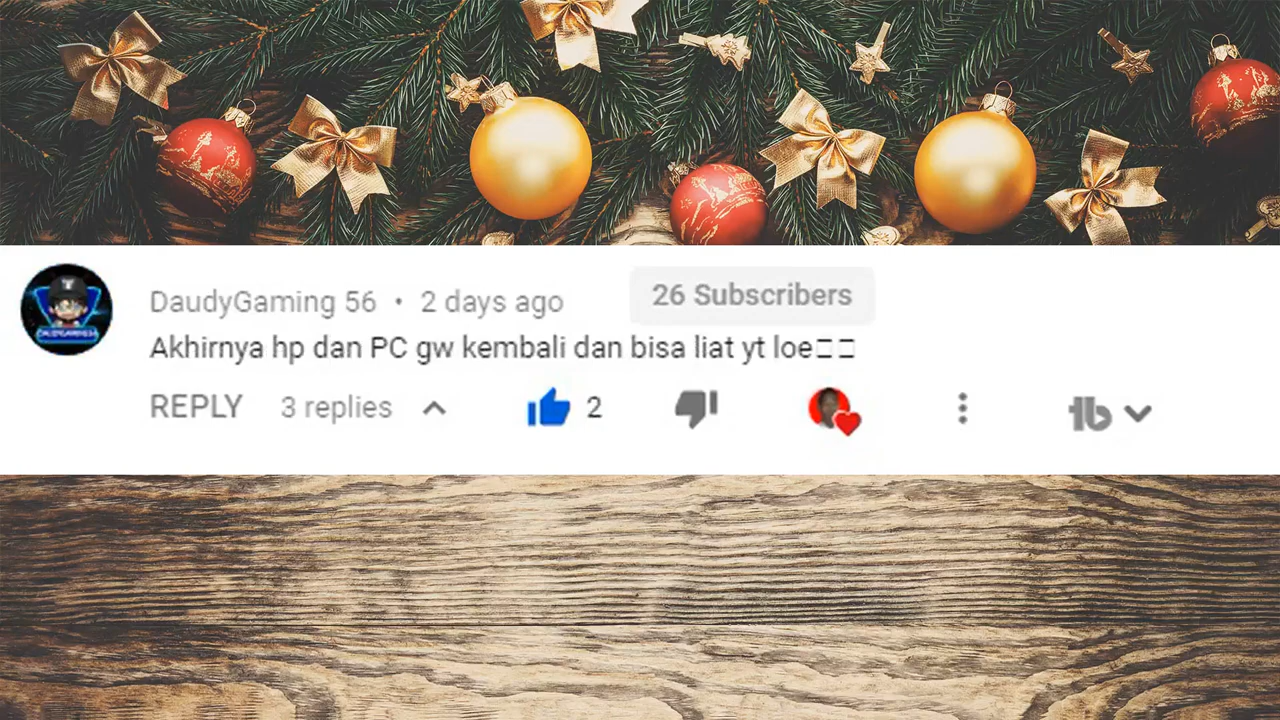 DaudyGaming 56 • 2 days ago 26 Subscribers
Akhirnya hp dan PC gw kembali dan bisa liat yt loe□□
REPLY 3 replies 2